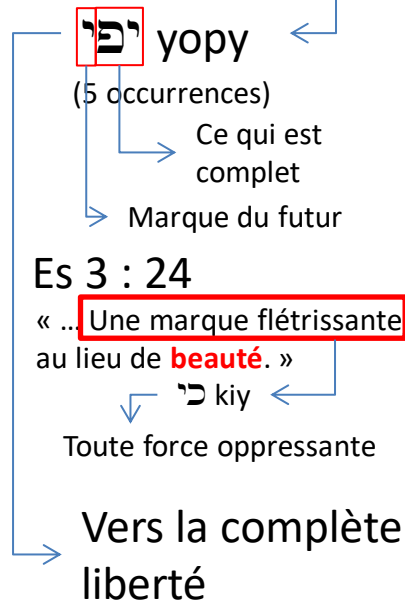 יפי yopy
(5 occurrences)
Ce qui est
complet
Marque du futur
Es 3 : 24
« … Une marque flétrissante
au lieu de beauté. »
כי kiy
Toute force oppressante
Vers la complète
liberté